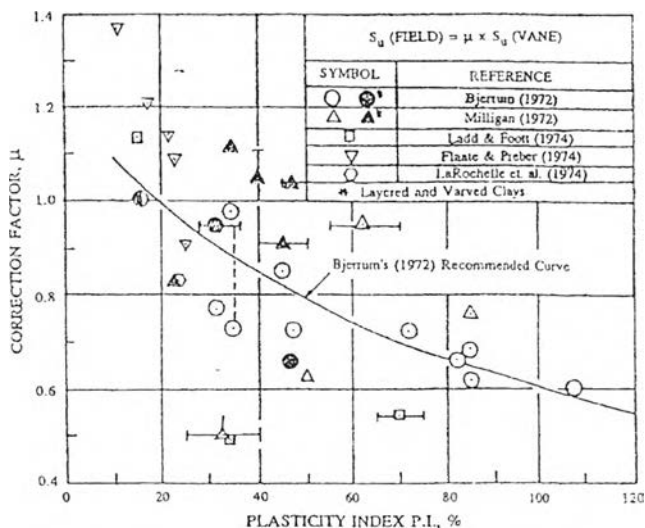 S_u (FIELD) = μ x S_u (VANE)
SYMBOL REFERENCE
Bjerrum (1972)
Milligan (1972)
Ladd & Foott (1974)
Flaate & Preber (1974)
LaRochelle et. al. (1974)
* Layered and Varved Clays
Bjerrum's (1972) Recommended Curve
CORRECTION FACTOR, μ
1.4
1.2
1.0
0.8
0.6
0.4
0 20 40 60 80 100 120
PLASTICITY INDEX P.I., %